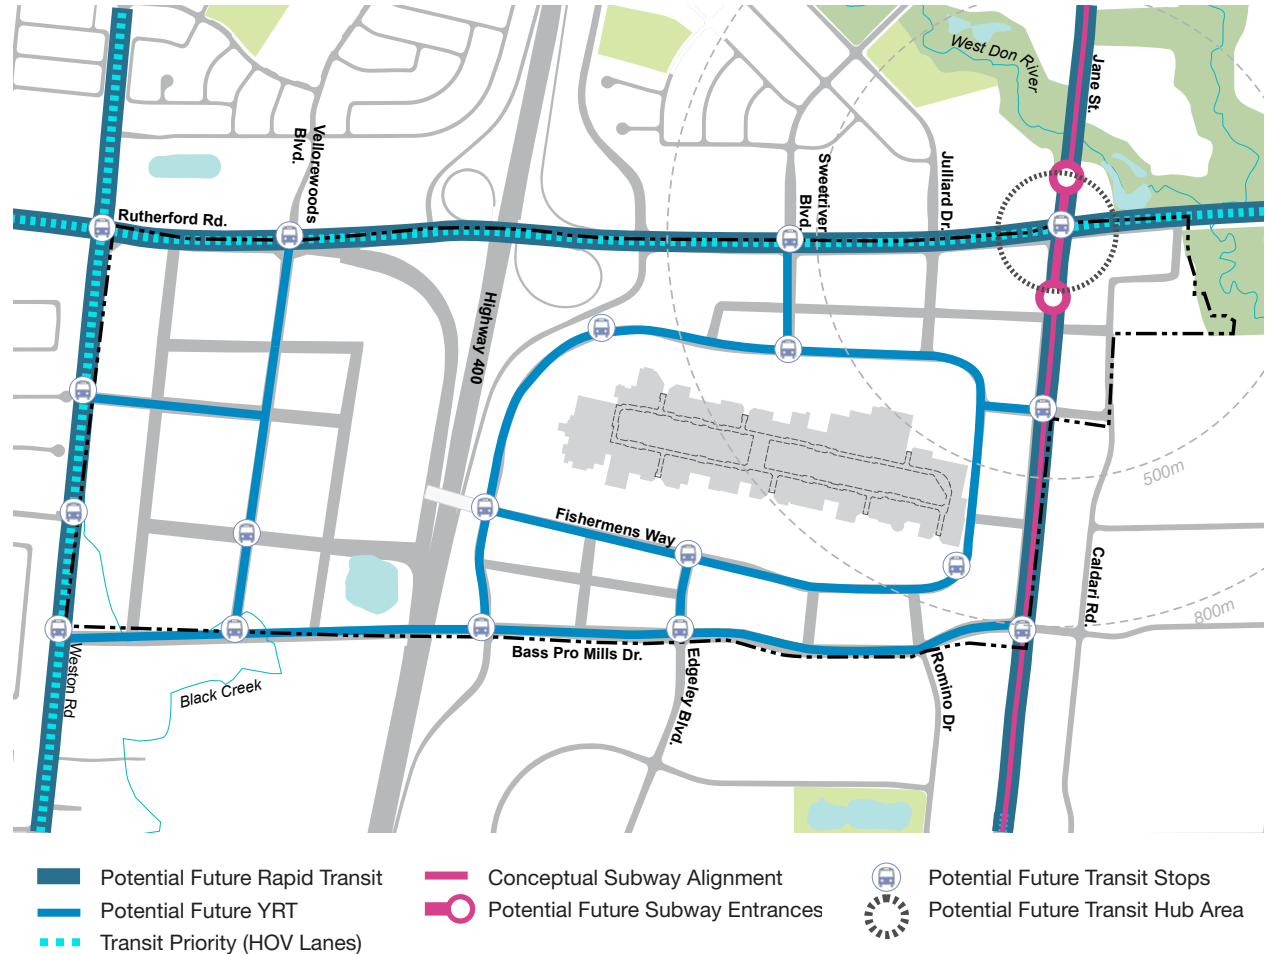 West Don River
Jane St.
Vellorewoods
Blvd.
Sweetriver
Blvd.
Julliard Dr.
Rutherford Rd.
Highway 400
500m
Fishermens Way
Caldari Rd.
800m
Weston Rd
Bass Pro Mills Dr.
Edgeley Blvd.
Romino Dr
Black Creek
Potential Future Rapid Transit
Potential Future YRT
Transit Priority (HOV Lanes)
Conceptual Subway Alignment
Potential Future Subway Entrances
Potential Future Transit Stops
Potential Future Transit Hub Area